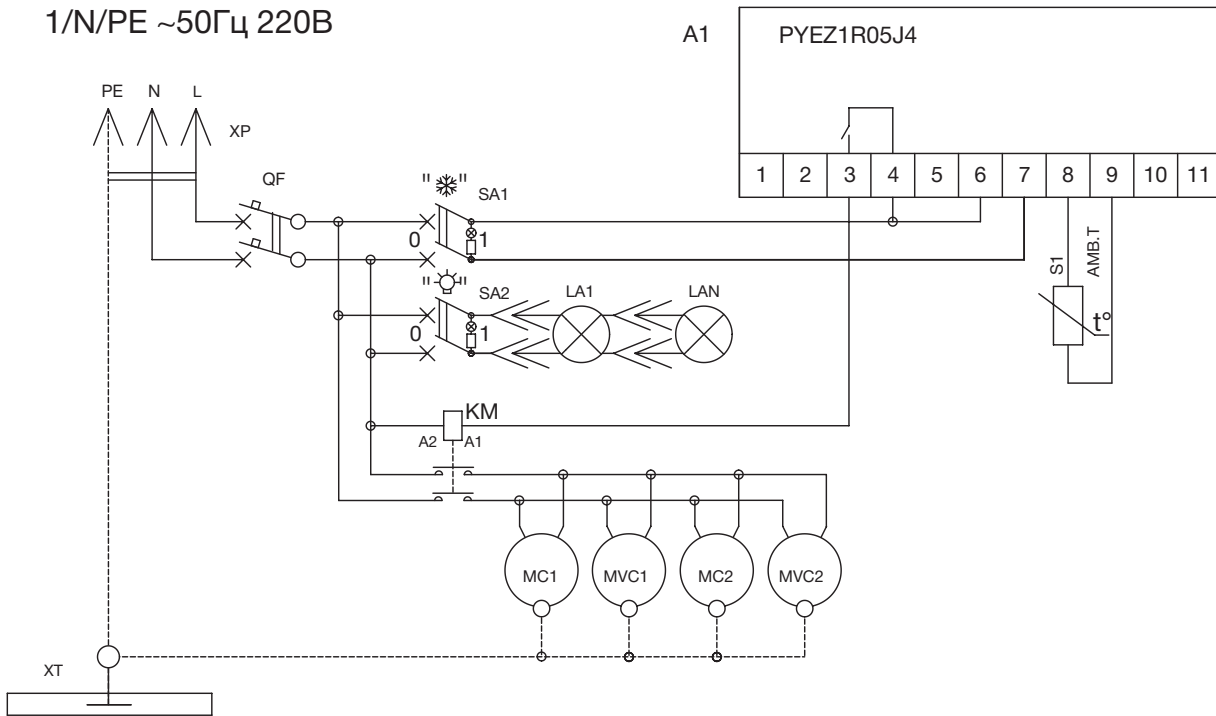 1/N/PE ~50Гц 220В
A1 PYEZ1R05J4
PE N L
XP
1 2 3 4 5 6 7 8 9 10 11
QF
" " SA1
0 1
" " SA2 LA1 LAN
0 1
S1 AMB.T
t°
KM
A2 A1
MC1 MVC1 MC2 MVC2
XT